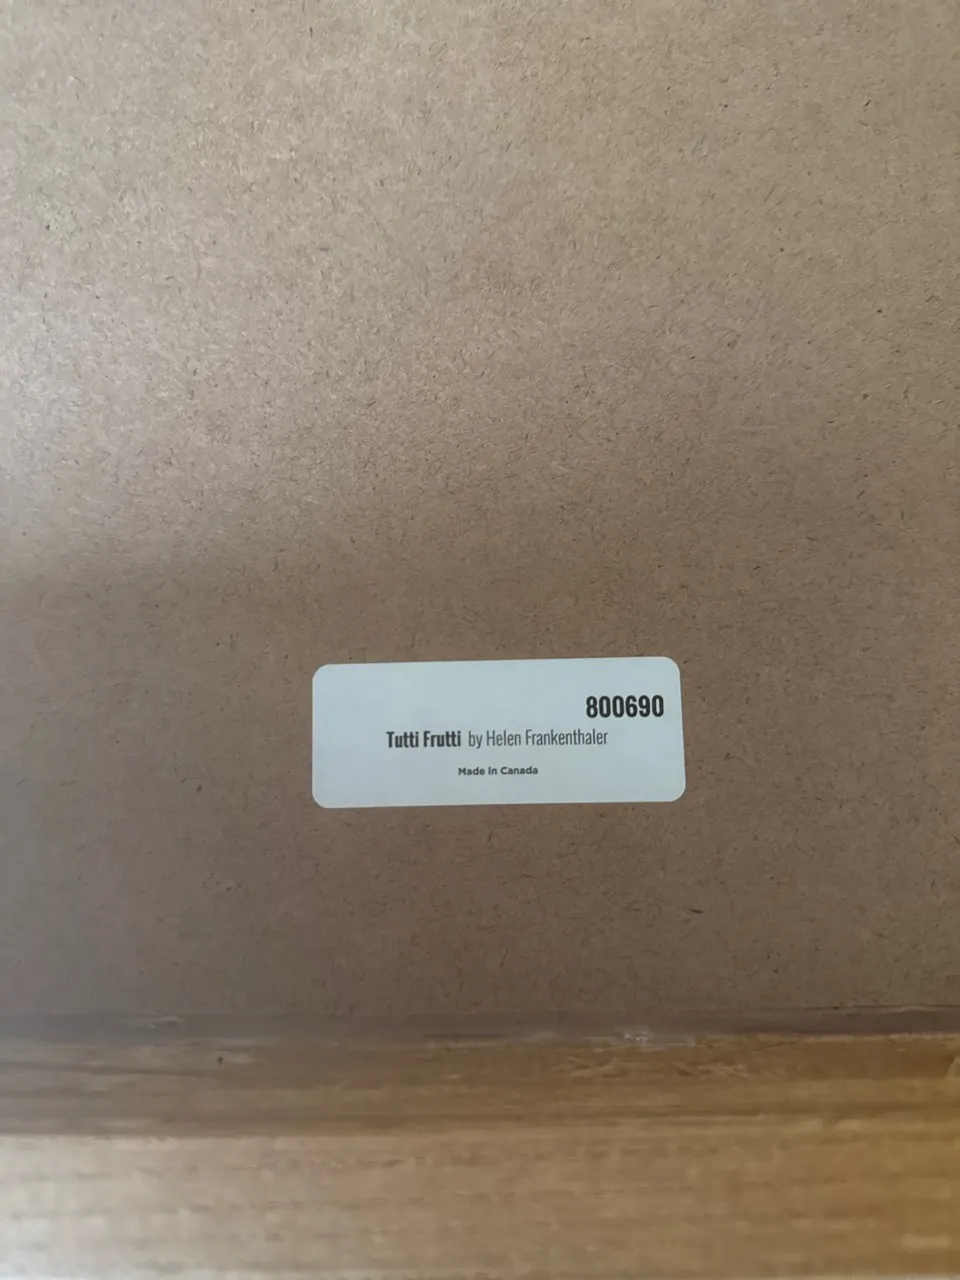 800690
Tutti Frutti by Helen Frankenthaler
Made in Canada